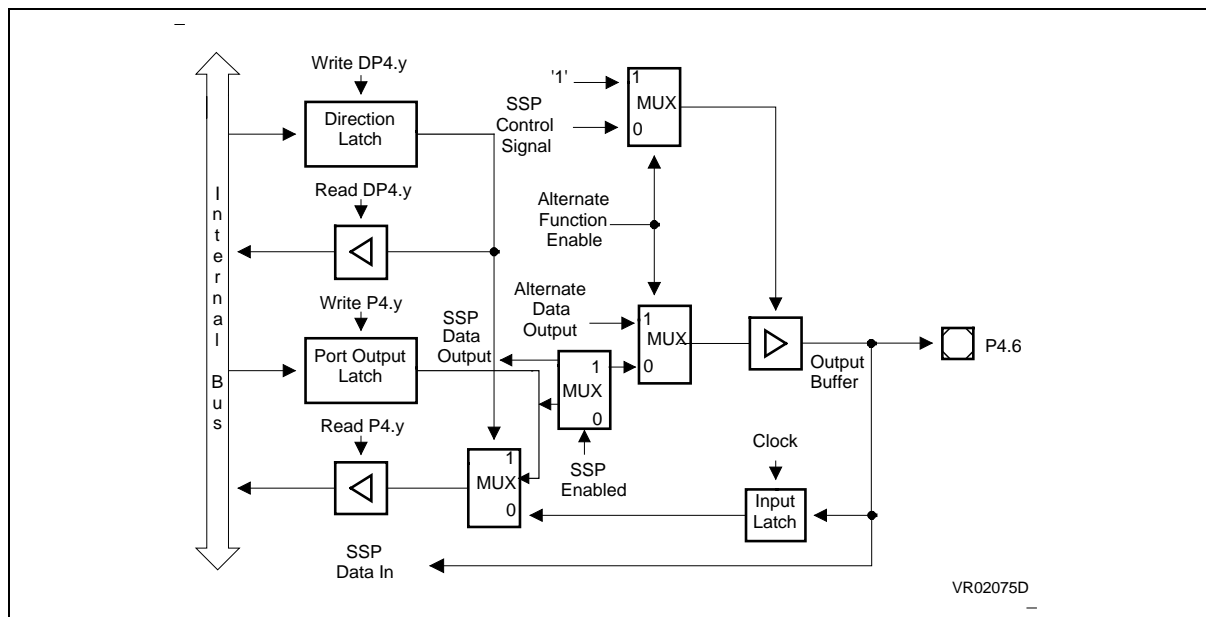 Write DP4.y
Direction
Latch
Read DP4.y
Write P4.y
Port Output
Latch
Read P4.y
SSP
Data In
Internal Bus
'1'
SSP
Control
Signal
1
MUX
0
Alternate
Function
Enable
Alternate
Data
Output
SSP
Data
Output
1
MUX
0
1
MUX
0
SSP
Enabled
1
MUX
0
Output
Buffer
P4.6
Clock
Input
Latch
VR02075D